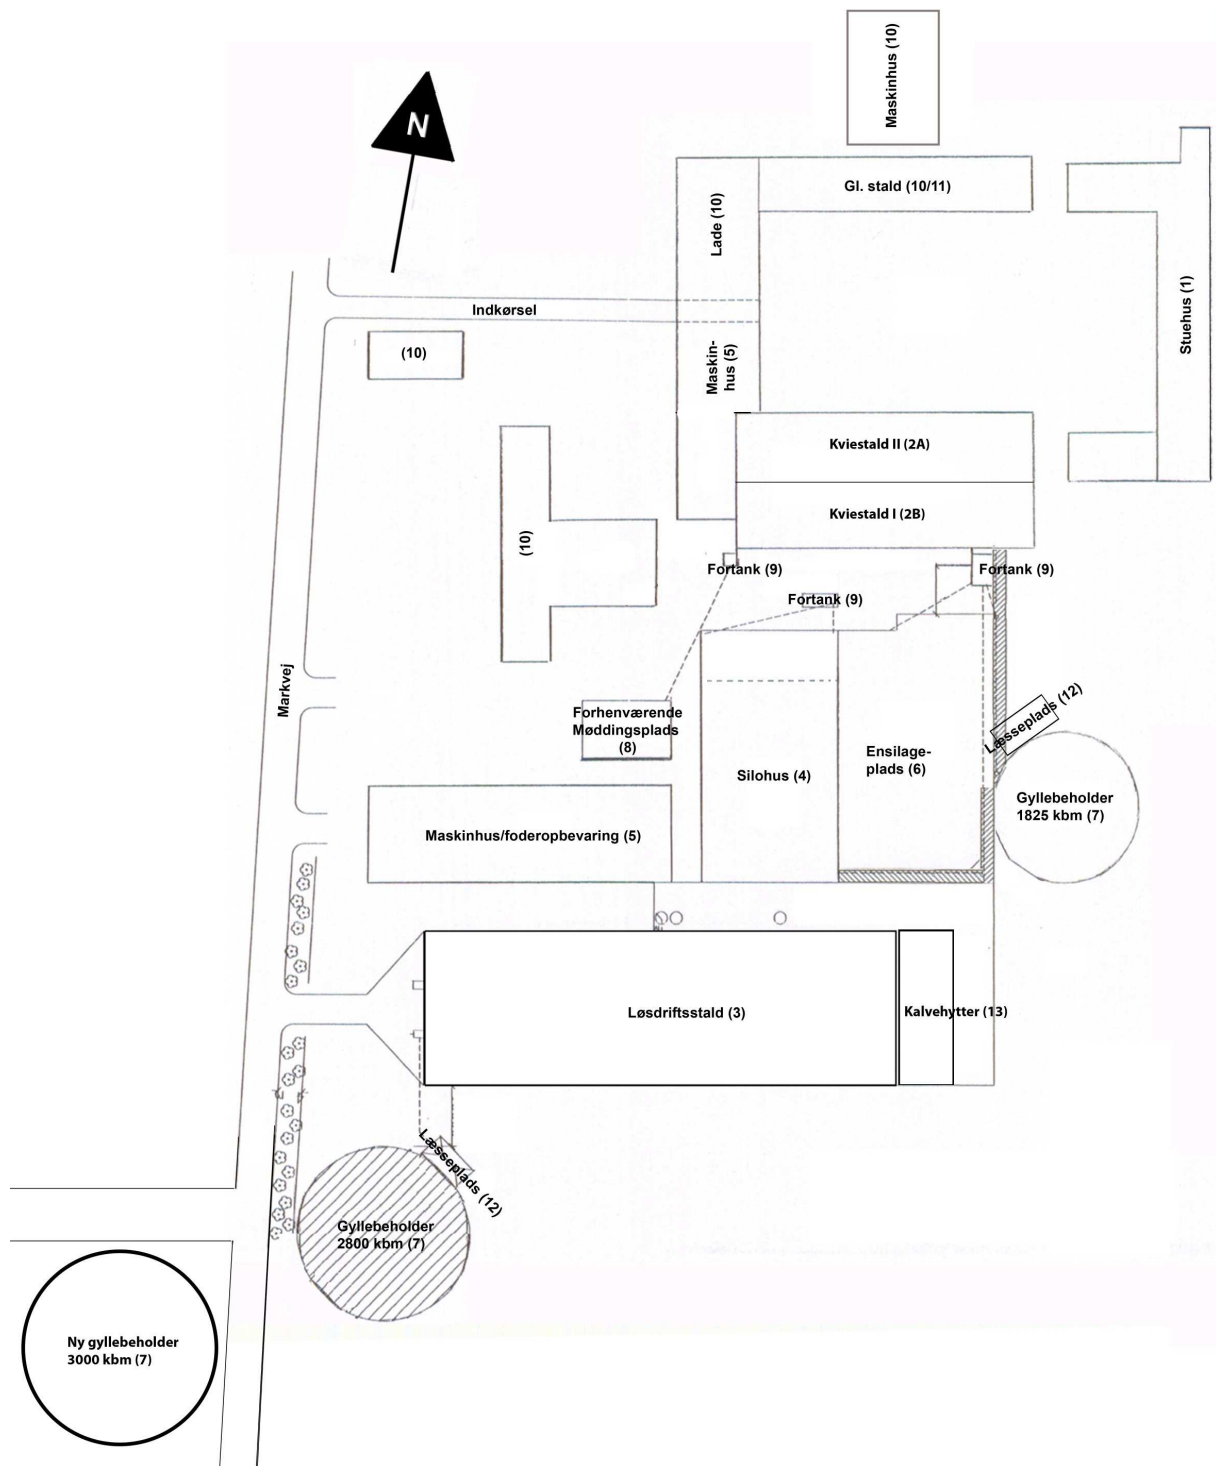 Maskinhus (10)
N
Gl. stald (10/11)
Lade (10)
Stuehus (1)
Indkørsel
(10)
Maskin-
hus (5)
Kviestald II (2A)
Kviestald I (2B)
(10)
Fortank (9)
Fortank (9)
Fortank (9)
Markvej
Forhenværende
Møddingsplads
(8)
Læsseplads (12)
Ensilage-
plads (6)
Silohus (4)
Gyllebeholder
1825 kbm (7)
Maskinhus/foderopbevaring (5)
Løsdriftsstald (3)
Kalvehytter (13)
Læsseplads (12)
Gyllebeholder
2800 kbm (7)
Ny gyllebeholder
3000 kbm (7)